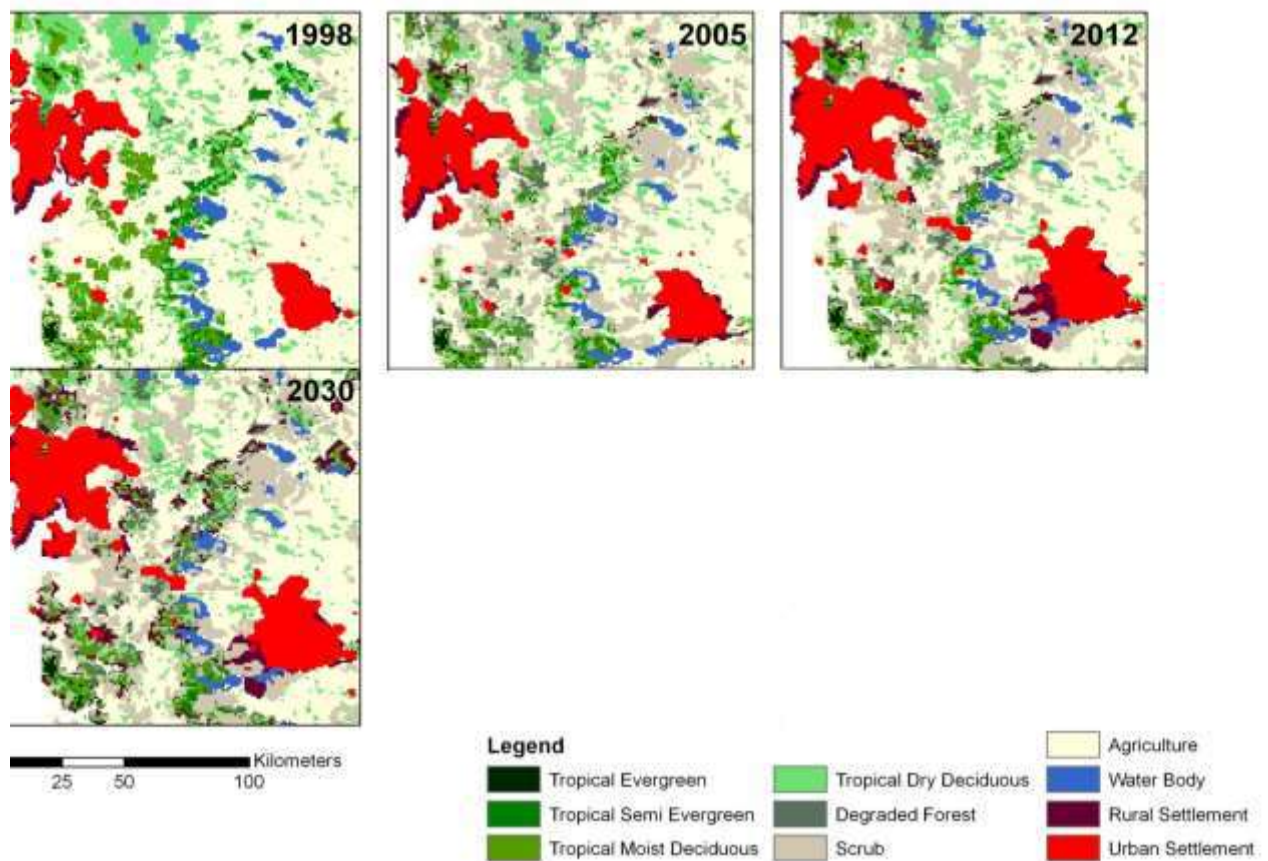 1998
2005
2012
2030
Kilometers
25 50 100
Legend
Tropical Evergreen
Tropical Semi Evergreen
Tropical Moist Deciduous
Tropical Dry Deciduous
Degraded Forest
Scrub
Agriculture
Water Body
Rural Settlement
Urban Settlement